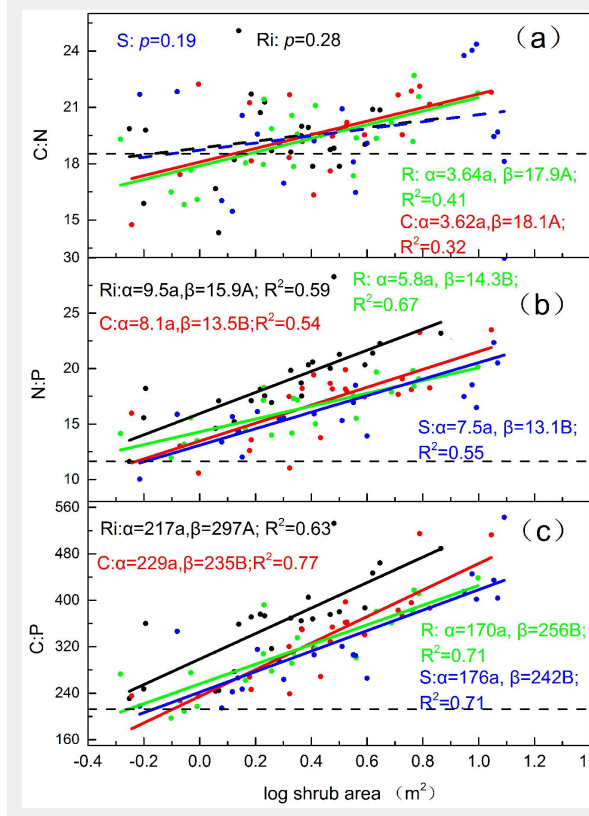 S: p=0.19
Ri: p=0.28
(a)
24
21
18
15
C:N
R: α=3.64a, β=17.9A;
R²=0.41
C:α=3.62a,β=18.1A;
R²=0.32
30
25
20
15
10
N:P
Ri:α=9.5a,β=15.9A; R²=0.59
R: α=5.8a, β=14.3B;
R²=0.67
C:α=8.1a,β=13.5B;R²=0.54
(b)
S:α=7.5a, β=13.1B;
R²=0.55
560
480
400
320
240
160
C:P
Ri:α=217a,β=297A; R²=0.63
C:α=229a,β=235B;R²=0.77
(c)
R: α=170a, β=256B;
R²=0.71
S:α=176a, β=242B;
R²=0.71
-0.4 -0.2 0.0 0.2 0.4 0.6 0.8 1.0 1.2 1.4
log shrub area （m²）